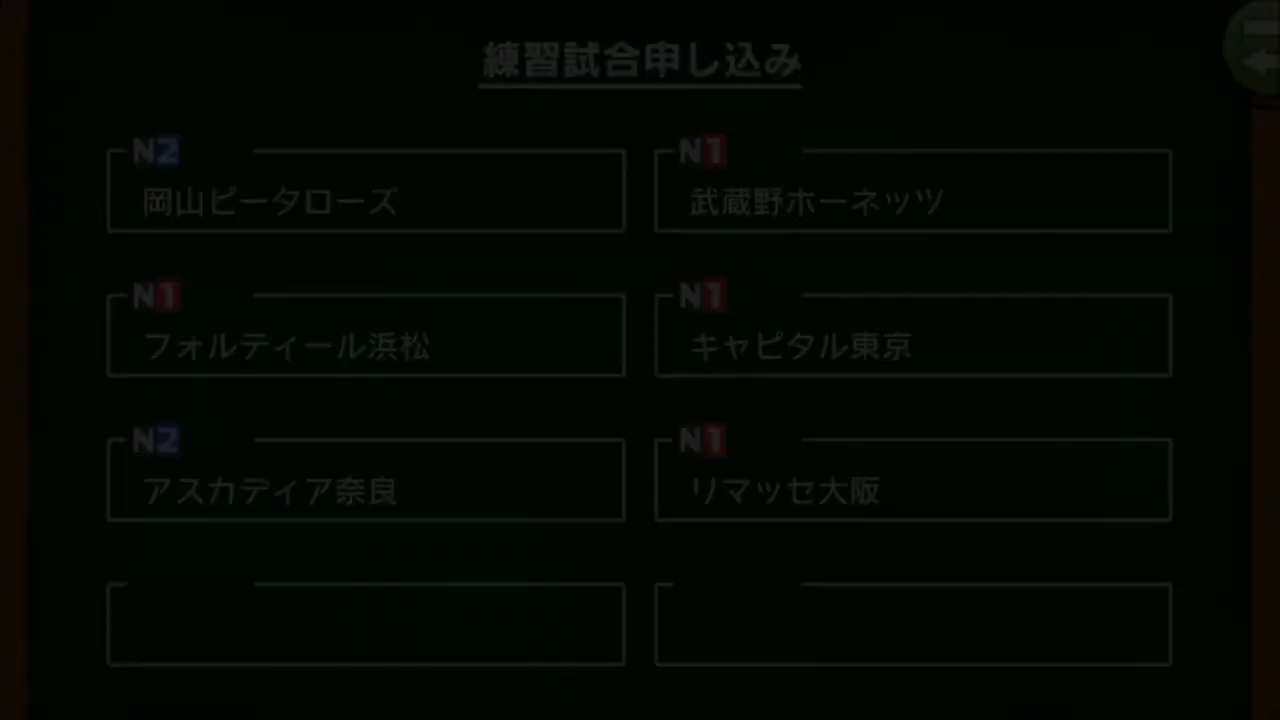 練習試合申し込み
N2
岡山ピータローズ
N1
武蔵野ホーネッツ
N1
フォルティール浜松
N1
キャピタル東京
N2
アスカディア奈良
N1
リマッセ大阪